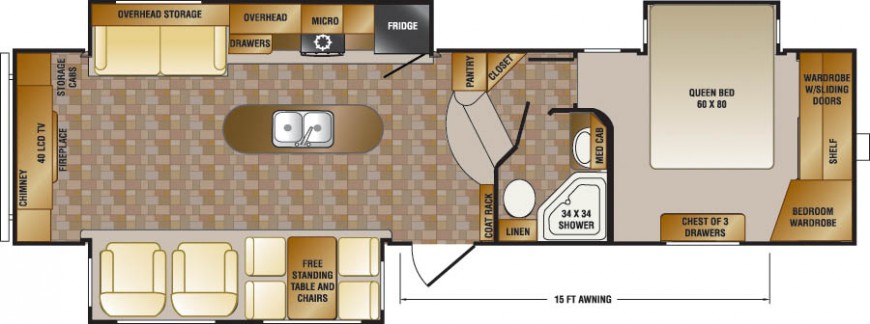 OVERHEAD STORAGE
OVERHEAD
MICRO
DRAWERS
FRIDGE
STORAGE
CABS
40 LCD TV
FIREPLACE
CHIMNEY
PANTRY
CLOSET
COAT RACK
LINEN
MED CAB
34 X 34
SHOWER
QUEEN BED
60 X 80
WARDROBE
W/SLIDING
DOORS
SHELF
CHEST OF 3
DRAWERS
BEDROOM
WARDROBE
FREE
STANDING
TABLE AND
CHAIRS
15 FT AWNING